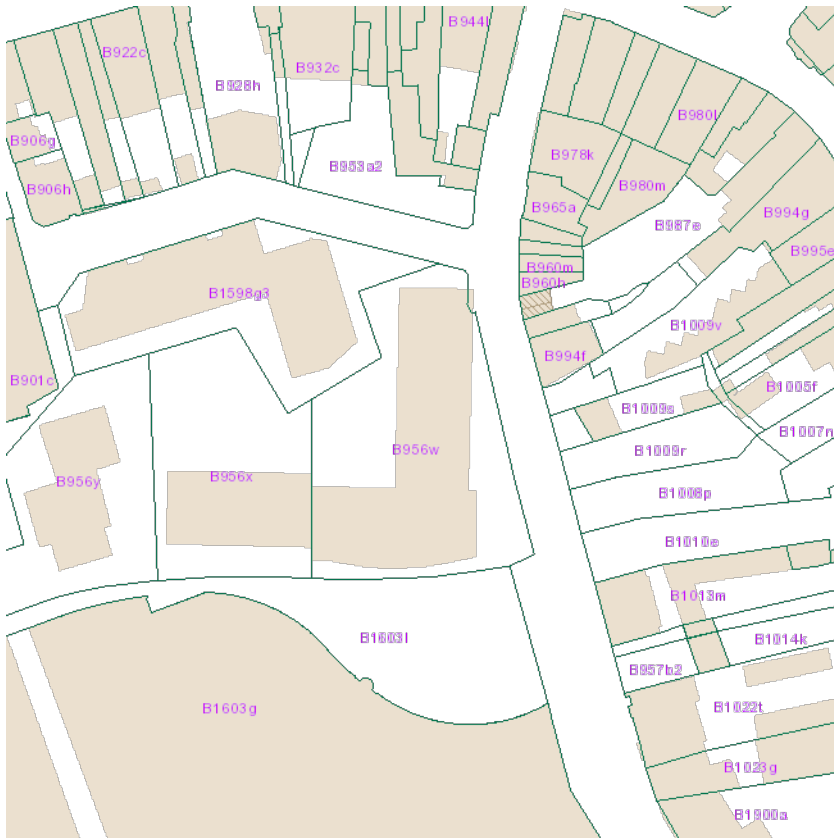 B944l
B922c
B932c
B928h
B980l
B906g
B978k
B953a2
B906h
B980m
B965a
B994g
B987e
B995e
B960m
B960h
B1598g3
B1009v
B994f
B901c
B1005f
B1009s
B1007n
B956w
B1009r
B956x
B956y
B1008p
B1010e
B1013m
B1603l
B1014k
B957b2
B1603g
B1022t
B1023g
B1900a